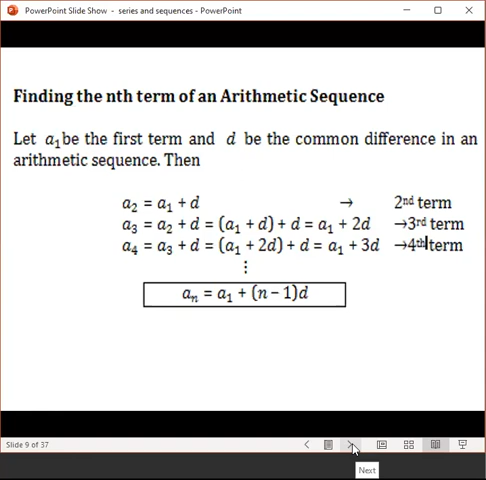 PowerPoint Slide Show - series and sequences - PowerPoint
Finding the nth term of an Arithmetic Sequence
Let a₁ be the first term and d be the common difference in an
arithmetic sequence. Then
a₂ = a₁ + d → 2nd term
a₃ = a₂ + d = (a₁ + d) + d = a₁ + 2d →3rd term
a₄ = a₃ + d = (a₁ + 2d) + d = a₁ + 3d →4th term
⋮
aₙ = a₁ + (n − 1)d
Slide 9 of 37
Next